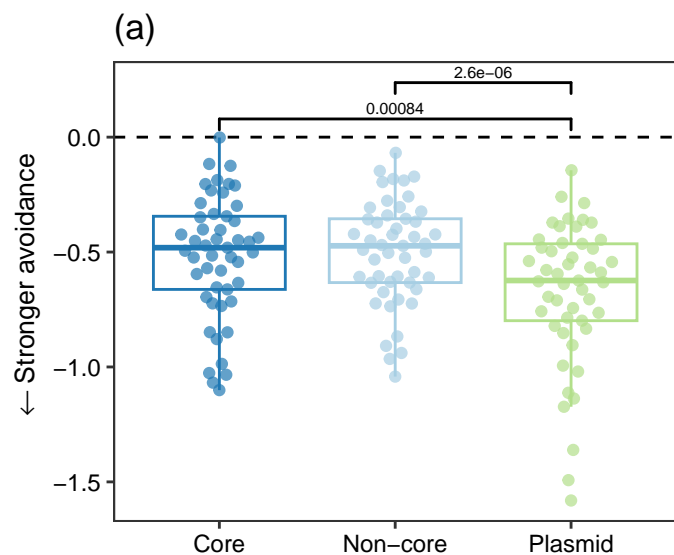 (a)
2.6e−06
0.00084
0.0
−0.5
−1.0
−1.5
← Stronger avoidance
Core
Non−core
Plasmid